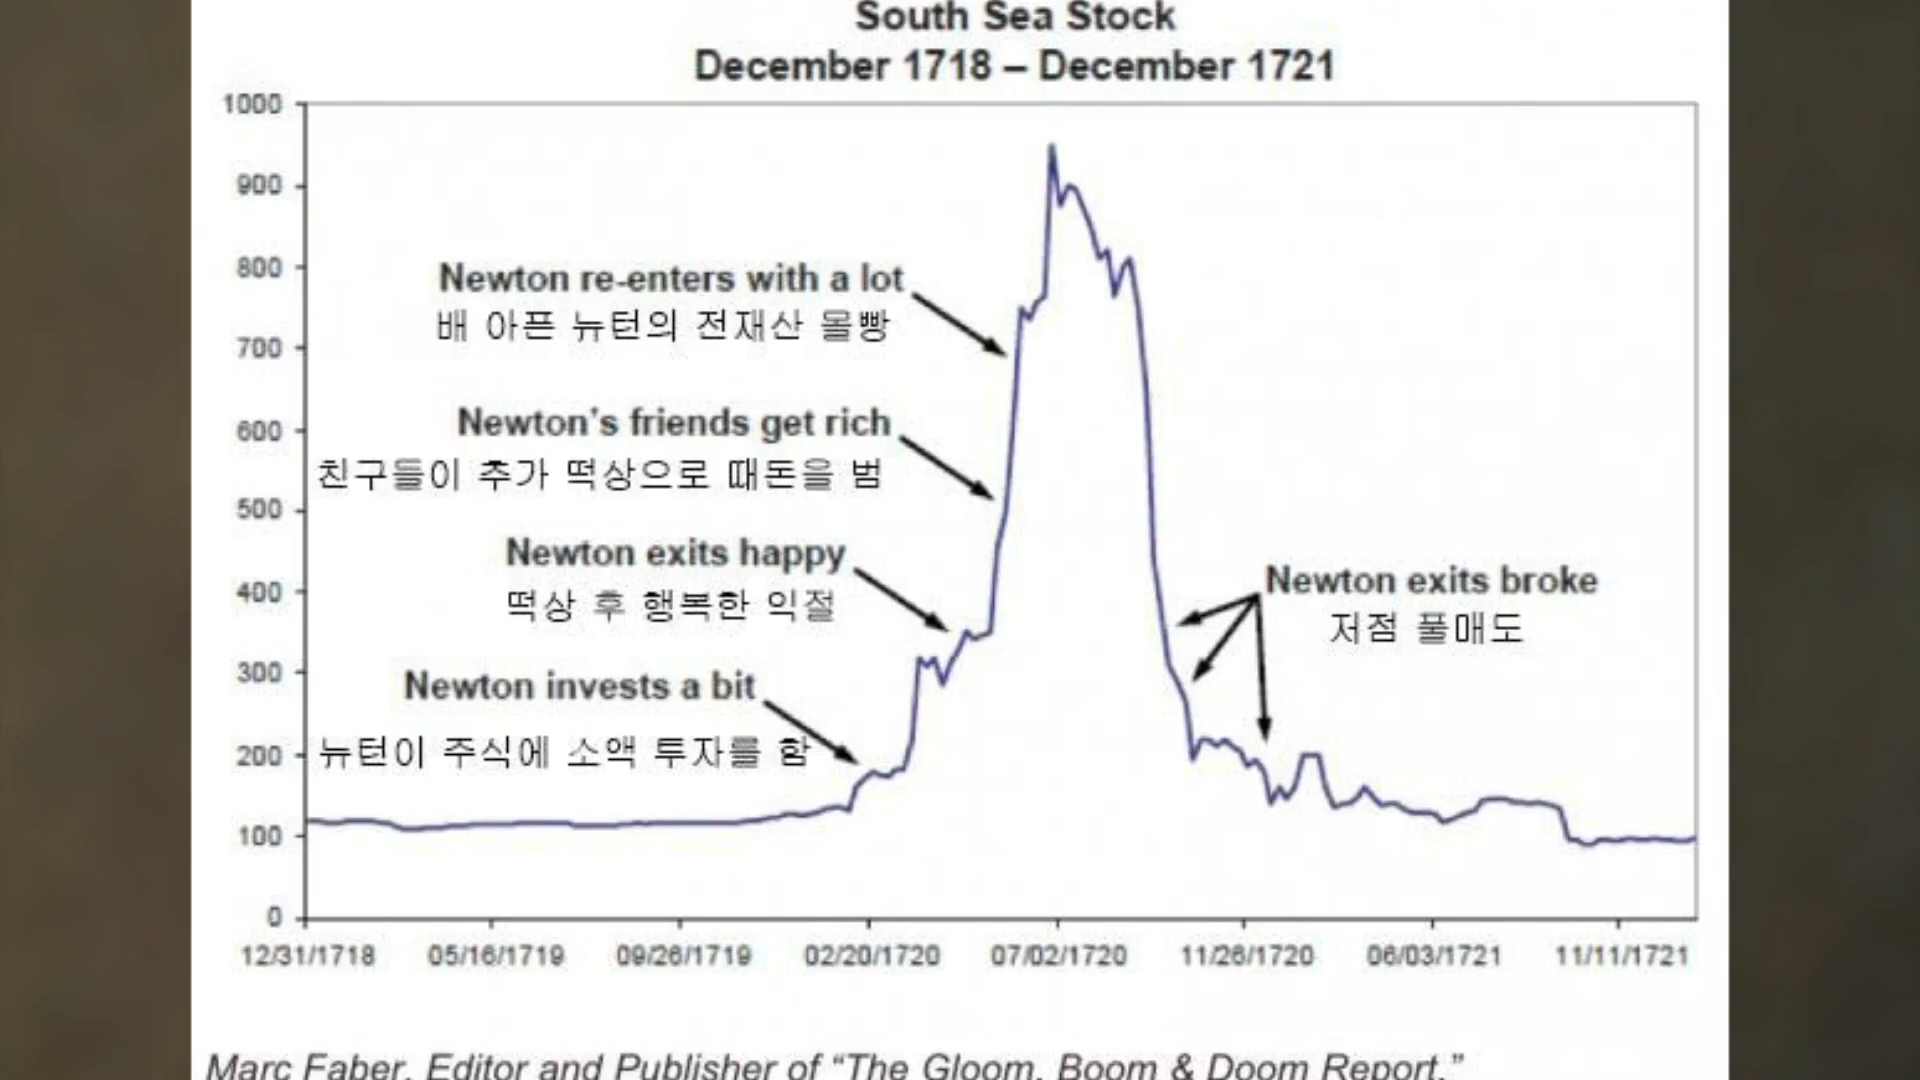 South Sea Stock
December 1718 – December 1721
1000
900
800
700
600
500
400
300
200
100
0
Newton re-enters with a lot
배 아픈 뉴턴의 전재산 몰빵
Newton's friends get rich
친구들이 추가 떡상으로 때돈을 범
Newton exits happy
떡상 후 행복한 익절
Newton invests a bit
뉴턴이 주식에 소액 투자를 함
Newton exits broke
저점 풀매도
12/31/1718 05/16/1719 09/26/1719 02/20/1720 07/02/1720 11/26/1720 06/03/1721 11/11/1721
Marc Faber, Editor and Publisher of “The Gloom, Boom & Doom Report.”